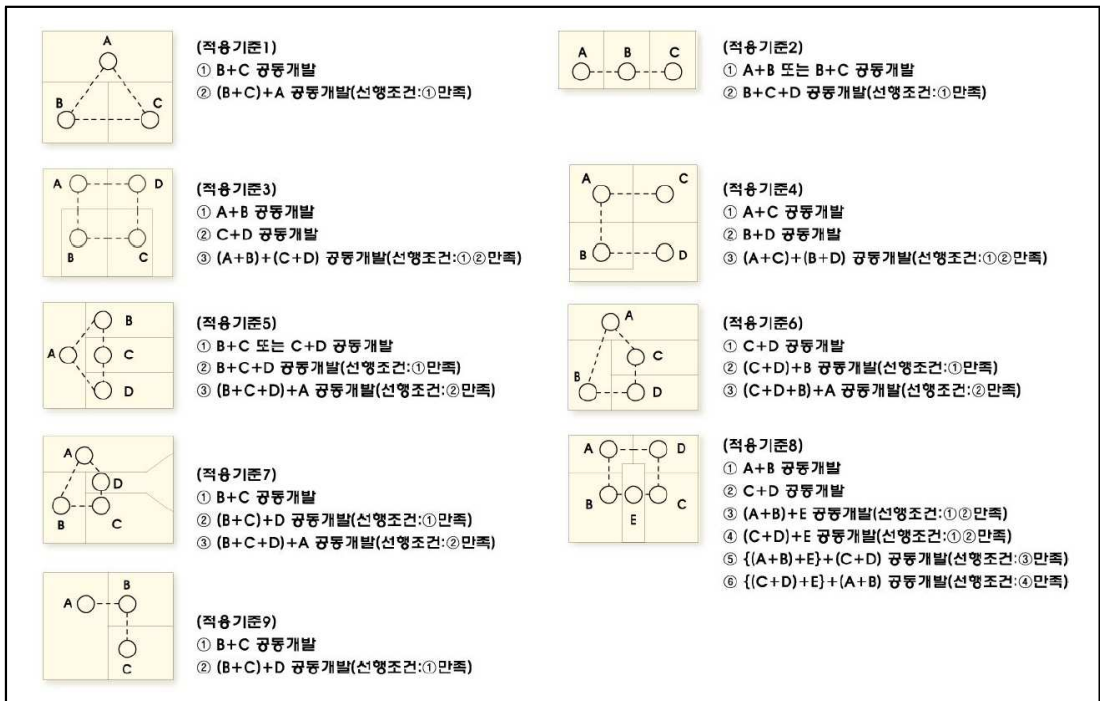 A
B
C
(적용기준1)
① B+C 공동개발
② (B+C)+A 공동개발(선행조건:①만족)
A B C
(적용기준2)
① A+B 또는 B+C 공동개발
② B+C+D 공동개발(선행조건:①만족)
A D
B C
(적용기준3)
① A+B 공동개발
② C+D 공동개발
③ (A+B)+(C+D) 공동개발(선행조건:①②만족)
A C
B D
(적용기준4)
① A+C 공동개발
② B+D 공동개발
③ (A+C)+(B+D) 공동개발(선행조건:①②만족)
B
A C
D
(적용기준5)
① B+C 또는 C+D 공동개발
② B+C+D 공동개발(선행조건:①만족)
③ (B+C+D)+A 공동개발(선행조건:②만족)
A
C
B D
(적용기준6)
① C+D 공동개발
② (C+D)+B 공동개발(선행조건:①만족)
③ (C+D+B)+A 공동개발(선행조건:②만족)
A
D
B C
(적용기준7)
① B+C 공동개발
② (B+C)+D 공동개발(선행조건:①만족)
③ (B+C+D)+A 공동개발(선행조건:②만족)
A D
B C
E
(적용기준8)
① A+B 공동개발
② C+D 공동개발
③ (A+B)+E 공동개발(선행조건:①②만족)
④ (C+D)+E 공동개발(선행조건:①②만족)
⑤ {(A+B)+E}+(C+D) 공동개발(선행조건:③만족)
⑥ {(C+D)+E}+(A+B) 공동개발(선행조건:④만족)
B
A
C
(적용기준9)
① B+C 공동개발
② (B+C)+D 공동개발(선행조건:①만족)